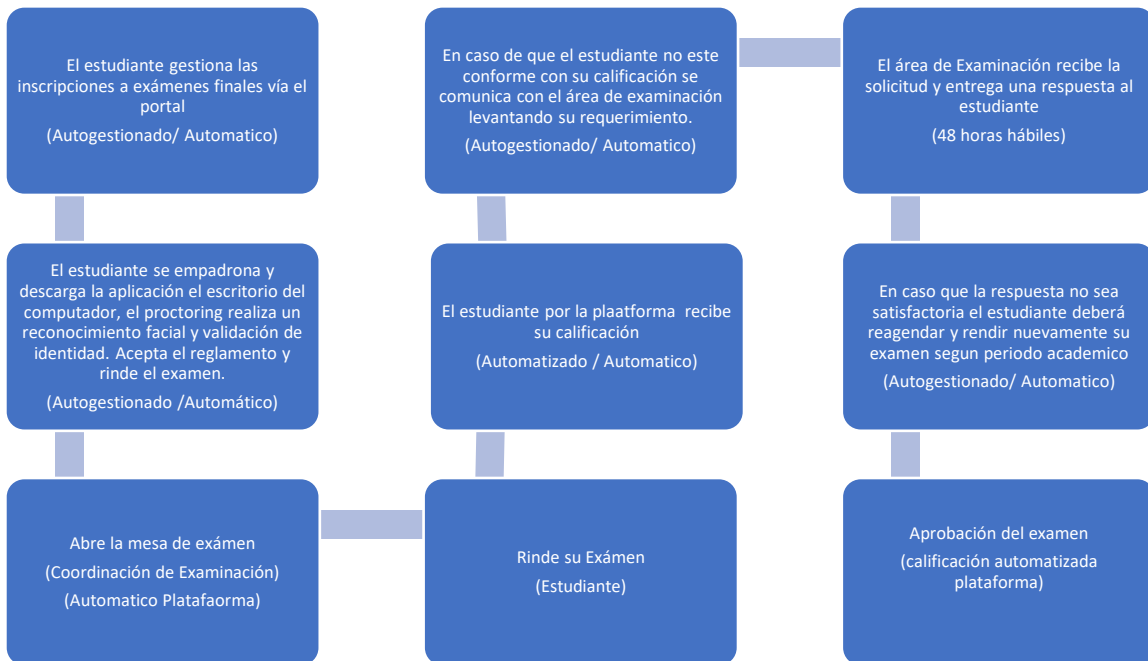 El estudiante gestiona las
inscripciones a exámenes finales vía el
portal
(Autogestionado/ Automatico)
El estudiante se empadrona y
descarga la aplicación el escritorio del
computador, el proctoring realiza un
reconocimiento facial y validación de
identidad. Acepta el reglamento y
rinde el examen.
(Autogestionado /Automático)
Abre la mesa de exámen
(Coordinación de Examinación)
(Automatico Platafaorma)
Rinde su Exámen
(Estudiante)
El estudiante por la plaatforma recibe
su calificación
(Automatizado / Automatico)
En caso de que el estudiante no este
conforme con su calificación se
comunica con el área de examinación
levantando su requerimiento.
(Autogestionado/ Automatico)
El área de Examinación recibe la
solicitud y entrega una respuesta al
estudiante
(48 horas hábiles)
En caso que la respuesta no sea
satisfactoria el estudiante deberá
reagendar y rendir nuevamente su
examen segun periodo academico
(Autogestionado/ Automatico)
Aprobación del examen
(calificación automatizada
plataforma)